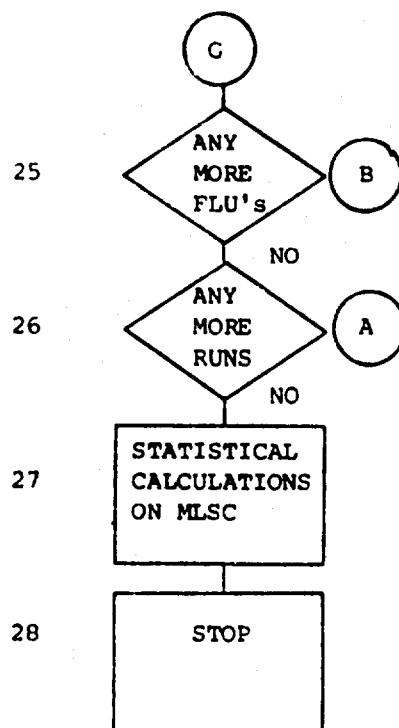 G
25
ANY
MORE
FLU's
B
NO
26
ANY
MORE
RUNS
A
NO
27
STATISTICAL
CALCULATIONS
ON MLSC
28
STOP